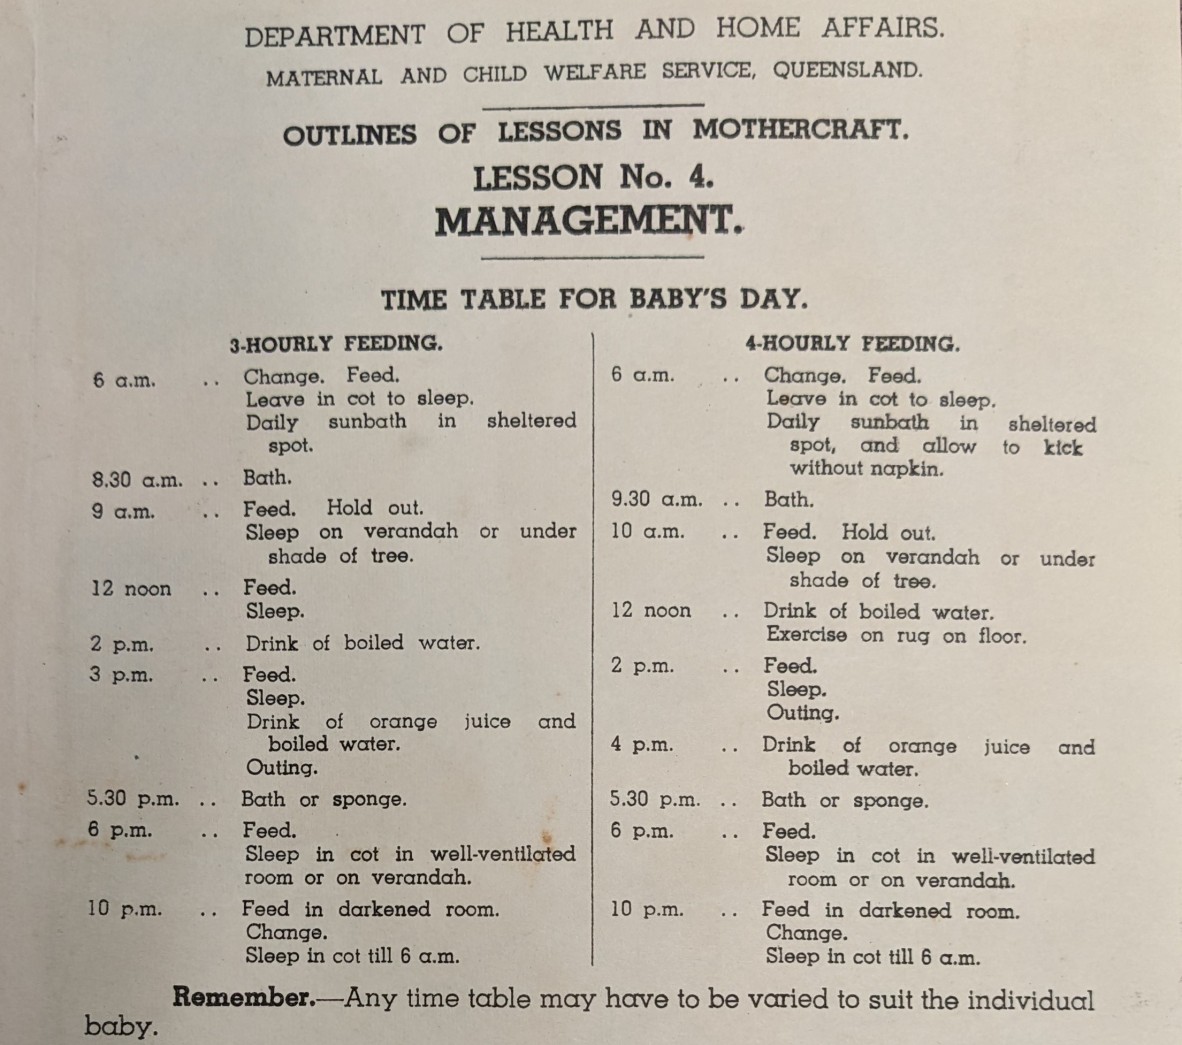 DEPARTMENT OF HEALTH AND HOME AFFAIRS.
MATERNAL AND CHILD WELFARE SERVICE, QUEENSLAND.
OUTLINES OF LESSONS IN MOTHERCRAFT.
LESSON No. 4.
MANAGEMENT.
TIME TABLE FOR BABY'S DAY.
3-HOURLY FEEDING.
6 a.m. .. Change. Feed.
Leave in cot to sleep.
Daily sunbath in sheltered
spot.
8.30 a.m. .. Bath.
9 a.m. .. Feed. Hold out.
Sleep on verandah or under
shade of tree.
12 noon .. Feed.
Sleep.
2 p.m. .. Drink of boiled water.
3 p.m. .. Feed.
Sleep.
Drink of orange juice and
boiled water.
Outing.
5.30 p.m. .. Bath or sponge.
6 p.m. .. Feed.
Sleep in cot in well-ventilated
room or on verandah.
10 p.m. .. Feed in darkened room.
Change.
Sleep in cot till 6 a.m.
4-HOURLY FEEDING.
6 a.m. .. Change. Feed.
Leave in cot to sleep.
Daily sunbath in sheltered
spot, and allow to kick
without napkin.
9.30 a.m. .. Bath.
10 a.m. .. Feed. Hold out.
Sleep on verandah or under
shade of tree.
12 noon .. Drink of boiled water.
Exercise on rug on floor.
2 p.m. .. Feed.
Sleep.
Outing.
4 p.m. .. Drink of orange juice and
boiled water.
5.30 p.m. .. Bath or sponge.
6 p.m. .. Feed.
Sleep in cot in well-ventilated
room or on verandah.
10 p.m. .. Feed in darkened room.
Change.
Sleep in cot till 6 a.m.
Remember.—Any time table may have to be varied to suit the individual
baby.